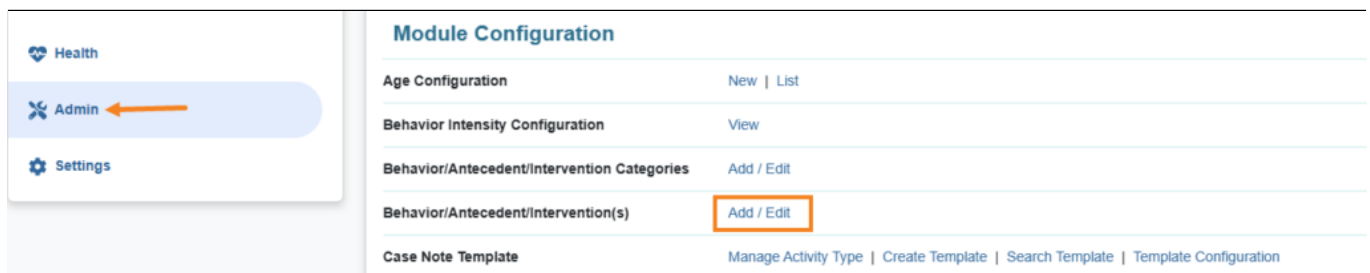 Health
Admin
Settings
Module Configuration
Age Configuration New | List
Behavior Intensity Configuration View
Behavior/Antecedent/Intervention Categories Add / Edit
Behavior/Antecedent/Intervention(s) Add / Edit
Case Note Template Manage Activity Type | Create Template | Search Template | Template Configuration